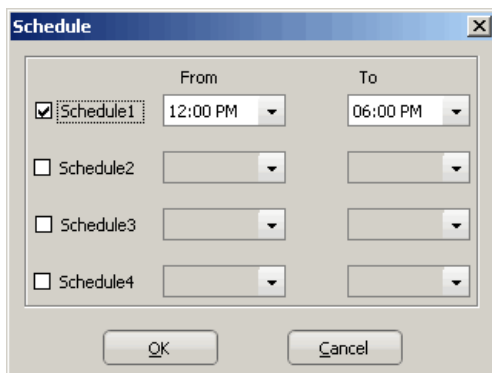 Schedule
From To
Schedule1 12:00 PM 06:00 PM
Schedule2
Schedule3
Schedule4
OK Cancel